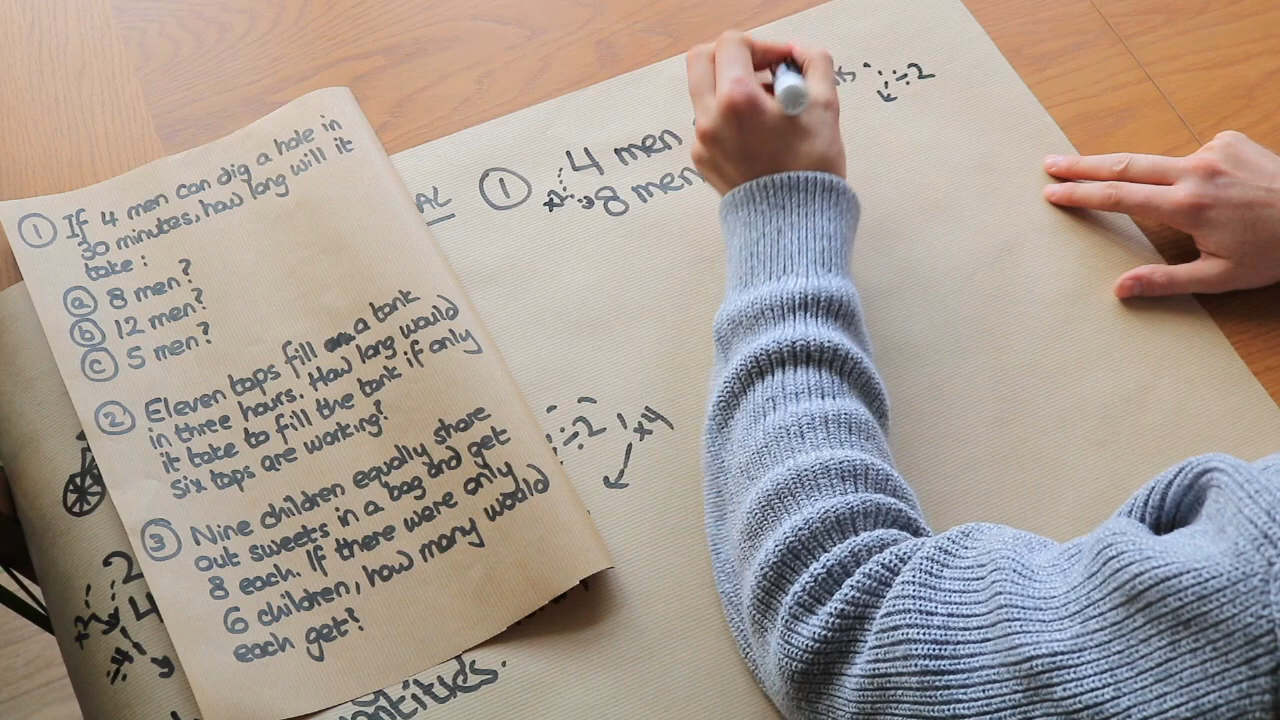 ① If 4 men can dig a hole in
30 minutes, how long will it
take:
ⓐ 8 men?
ⓑ 12 men?
ⓒ 5 men?
② Eleven taps fill a tank
in three hours. How long would
it take to fill the tank if only
six taps are working?
③ Nine children equally share
out sweets in a bag and get
8 each. If there were only
6 children, how many would
each get?
① 4 men
÷2
x2 8 men
÷2 x4
2
x2 4
÷4